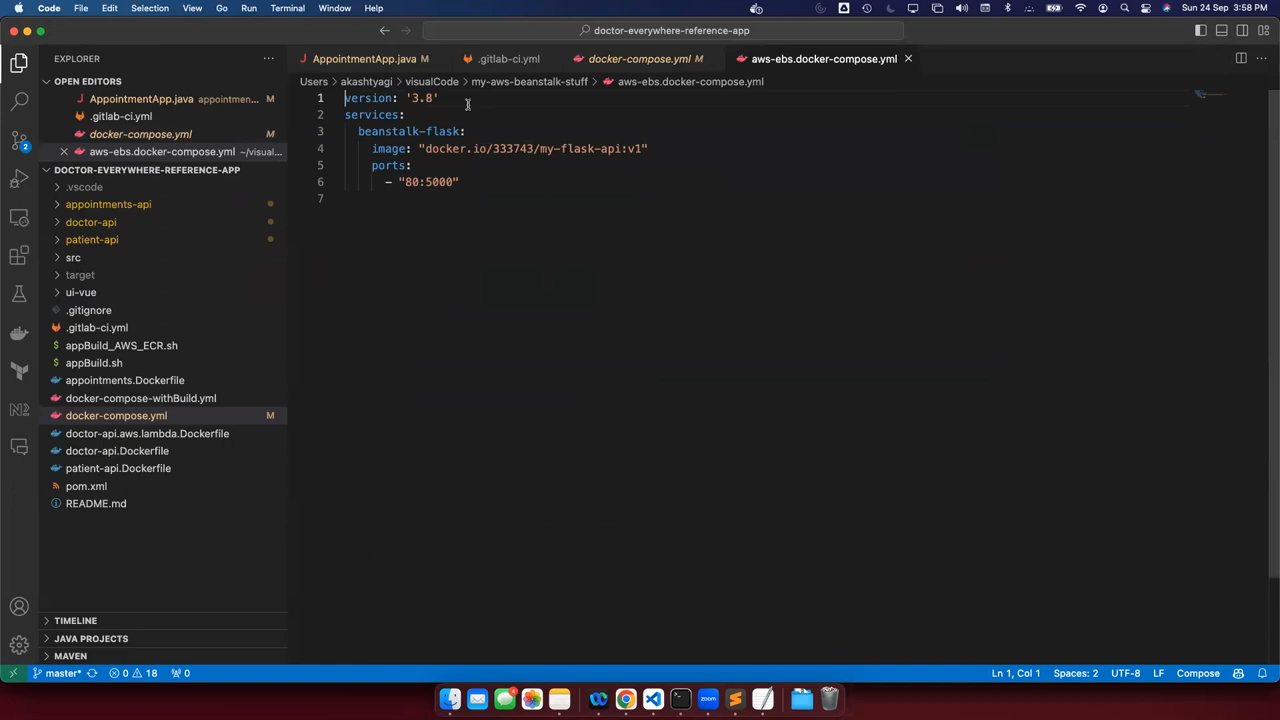 Code File Edit Selection View Go Run Terminal Window Help
Sun 24 Sep 3:58 PM
doctor-everywhere-reference-app
EXPLORER
OPEN EDITORS
AppointmentApp.java appointmen... M
.gitlab-ci.yml
docker-compose.yml M
aws-ebs.docker-compose.yml ~/visual...
DOCTOR-EVERYWHERE-REFERENCE-APP
.vscode
appointments-api
doctor-api
patient-api
src
target
ui-vue
.gitignore
.gitlab-ci.yml
appBuild_AWS_ECR.sh
appBuild.sh
appointments.Dockerfile
docker-compose-withBuild.yml
docker-compose.yml M
doctor-api.aws.lambda.Dockerfile
doctor-api.Dockerfile
patient-api.Dockerfile
pom.xml
README.md
TIMELINE
JAVA PROJECTS
MAVEN
AppointmentApp.java M
.gitlab-ci.yml
docker-compose.yml M
aws-ebs.docker-compose.yml
Users > akashtyagi > visualCode > my-aws-beanstalk-stuff > aws-ebs.docker-compose.yml
1 version: '3.8'
2 services:
3 beanstalk-flask:
4 image: "docker.io/333743/my-flask-api:v1"
5 ports:
6 - "80:5000"
7
2
master* 0 18 0
Ln 1, Col 1 Spaces: 2 UTF-8 LF Compose
zoom